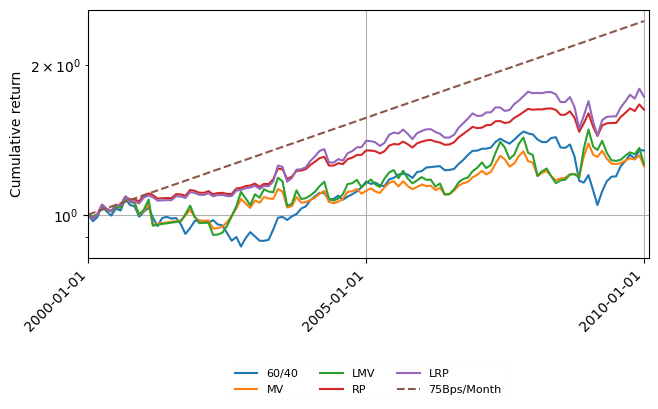 Cumulative return
2 × 10⁰
10⁰
2000-01-01
2005-01-01
2010-01-01
60/40
MV
LMV
RP
LRP
75Bps/Month